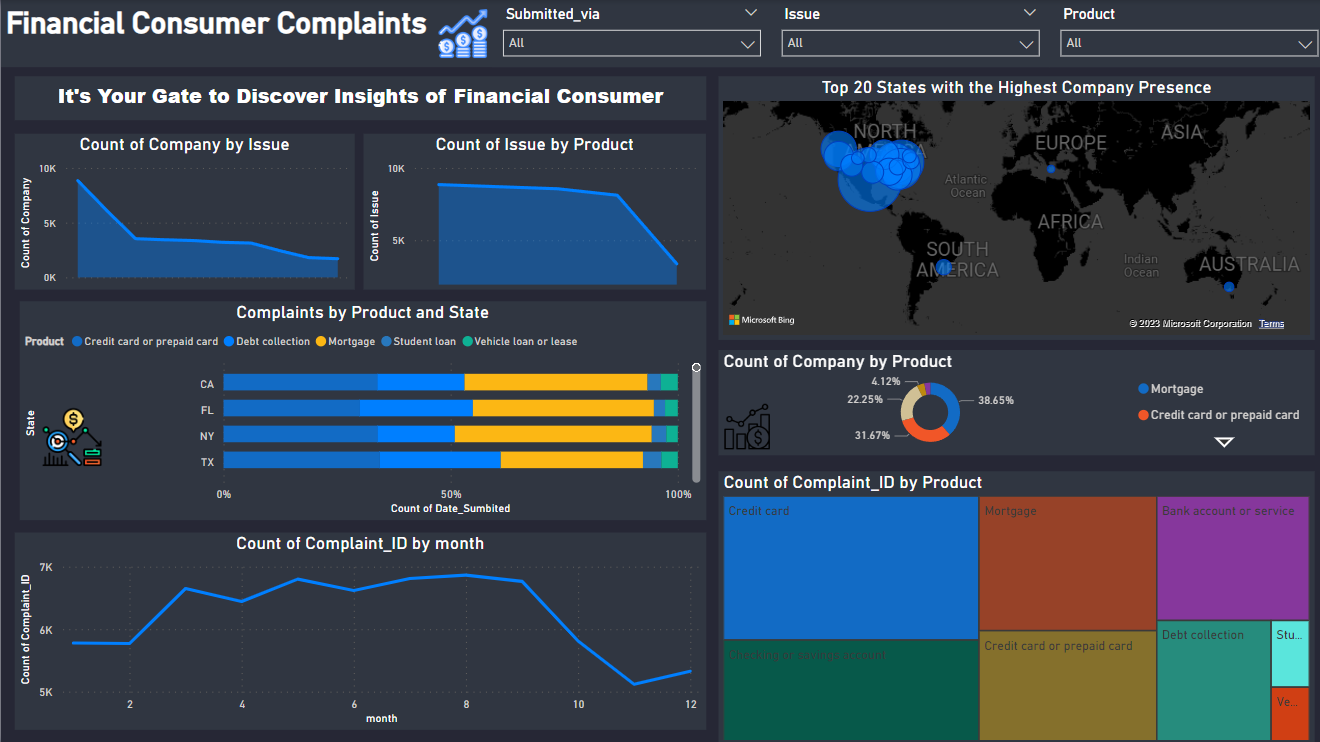 Financial Consumer Complaints
Submitted_via
All
Issue
All
Product
All
It's Your Gate to Discover Insights of Financial Consumer
Count of Company by Issue
Count of Company
10K
5K
0K
Count of Issue by Product
Count of Issue
10K
5K
Top 20 States with the Highest Company Presence
NORTH
AMERICA
EUROPE
ASIA
Atlantic
Ocean
AFRICA
SOUTH
AMERICA
Indian
Ocean
AUSTRALIA
Microsoft Bing
© 2023 Microsoft Corporation Terms
Complaints by Product and State
Product Credit card or prepaid card Debt collection Mortgage Student loan Vehicle loan or lease
State
CA
FL
NY
TX
0% 50% 100%
Count of Date_Sumbited
Count of Company by Product
4.12%
22.25%
38.65%
31.67%
Mortgage
Credit card or prepaid card
Count of Complaint_ID by month
Count of Complaint_ID
7K
6K
5K
2 4 6 8 10 12
month
Count of Complaint_ID by Product
Credit card
Mortgage
Bank account or service
Checking or savings account
Credit card or prepaid card
Debt collection
Stu...
Ve...